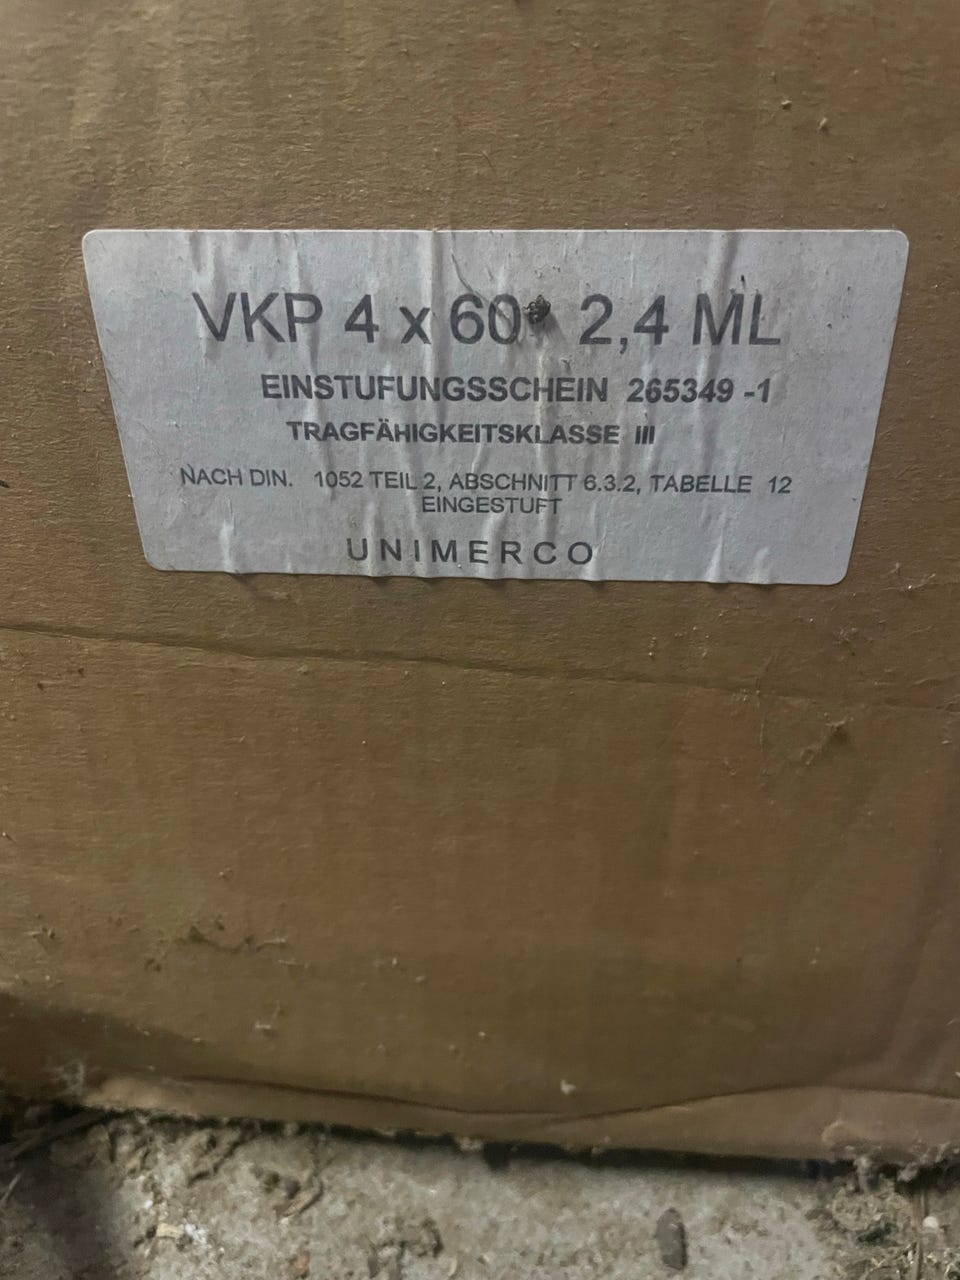 VKP 4 x 60 2,4 ML
EINSTUFUNGSSCHEIN 265349 -1
TRAGFÄHIGKEITSKLASSE III
NACH DIN. 1052 TEIL 2, ABSCHNITT 6.3.2, TABELLE 12
EINGESTUFT
UNIMERCO